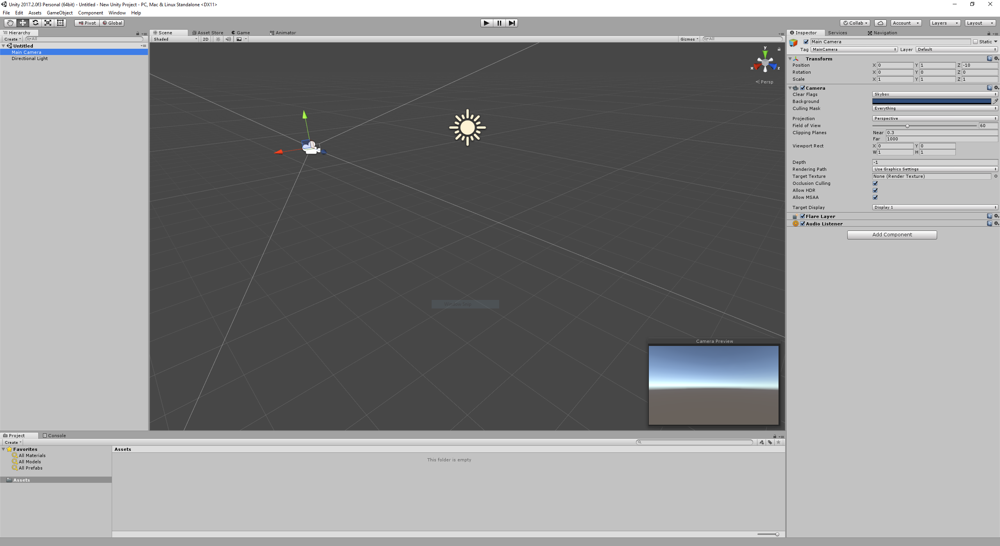 Unity 2017.2.0f3 Personal (64bit) - Untitled - New Unity Project - PC, Mac & Linux Standalone <DX11>
File Edit Assets GameObject Component Window Help
Pivot Global
Collab Account Layers Layout
Hierarchy
Create All
Untitled
Main Camera
Directional Light
Scene Asset Store Game Animator
Shaded 2D Gizmos All
y
x z
Persp
Window Snip
Camera Preview
Inspector Services Navigation
Main Camera Static
Tag MainCamera Layer Default
Transform
Position X 0 Y 1 Z -10
Rotation X 0 Y 0 Z 0
Scale X 1 Y 1 Z 1
Camera
Clear Flags Skybox
Background
Culling Mask Everything
Projection Perspective
Field of View 60
Clipping Planes Near 0.3
Far 1000
Viewport Rect X 0 Y 0
W 1 H 1
Depth -1
Rendering Path Use Graphics Settings
Target Texture None (Render Texture)
Occlusion Culling
Allow HDR
Allow MSAA
Target Display Display 1
Flare Layer
Audio Listener
Add Component
Project Console
Create
Favorites
All Materials
All Models
All Prefabs
Assets
Assets
This folder is empty